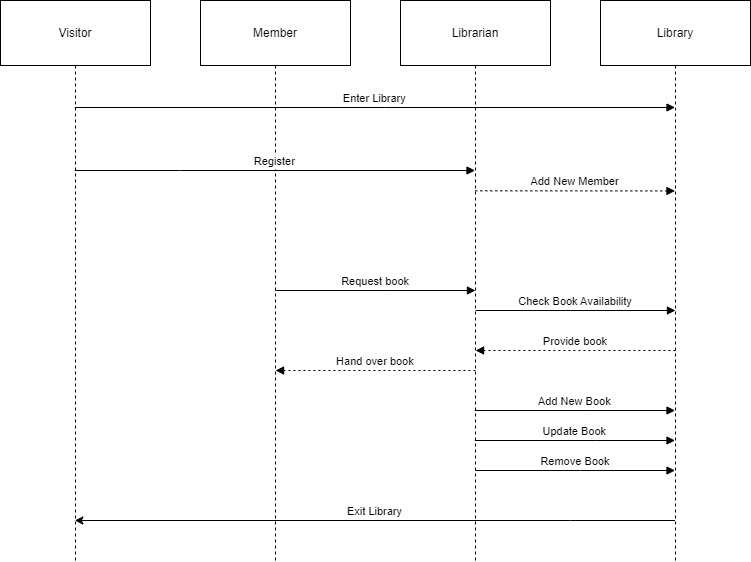 Visitor
Member
Librarian
Library
Enter Library
Register
Add New Member
Request book
Check Book Availability
Provide book
Hand over book
Add New Book
Update Book
Remove Book
Exit Library